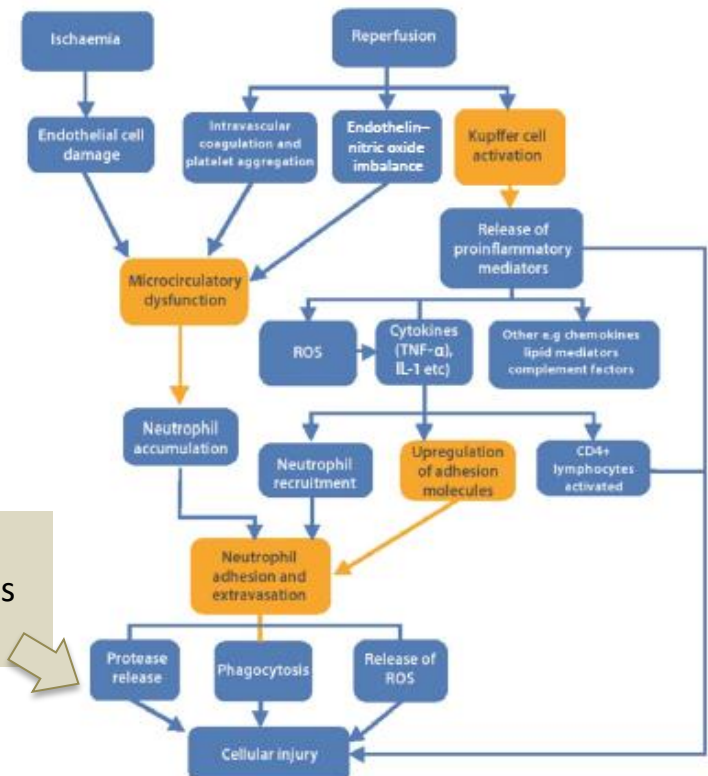 Ischaemia
Reperfusion
Endothelial cell
damage
Intravascular
coagulation and
platelet aggregation
Endothelin–
nitric oxide
imbalance
Kupffer cell
activation
Release of
proinflammatory
mediators
Microcirculatory
dysfunction
ROS
Cytokines
(TNF-α),
IL-1 etc)
Other e.g chemokines
lipid mediators
complement factors
Neutrophil
accumulation
Neutrophil
recruitment
Upregulation
of adhesion
molecules
CD4+
lymphocytes
activated
s
Neutrophil
adhesion and
extravasation
Protease
release
Phagocytosis
Release of
ROS
Cellular injury